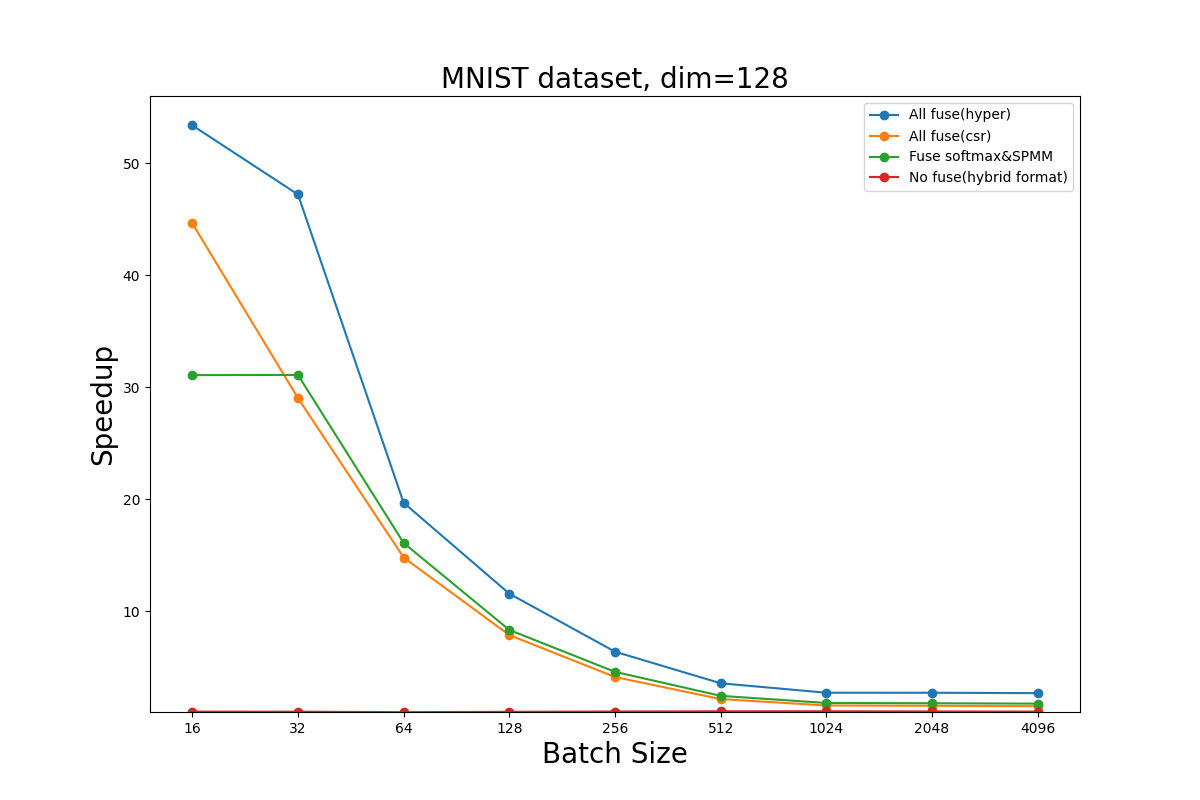 MNIST dataset, dim=128
All fuse(hyper)
All fuse(csr)
Fuse softmax&SPMM
No fuse(hybrid format)
Speedup
50
40
30
20
10
16 32 64 128 256 512 1024 2048 4096
Batch Size